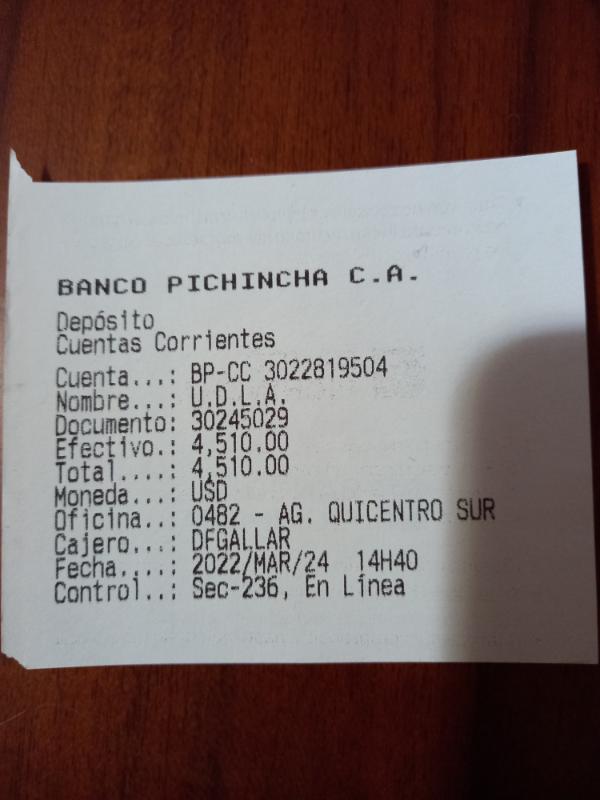 BANCO PICHINCHA C.A.
Depósito
Cuentas Corrientes
Cuenta...: BP-CC 3022819504
Nombre...: U.D.L.A.
Documento: 30245029
Efectivo.: 4,510.00
Total....: 4,510.00
Moneda...: USD
Oficina..: 0482 - AG. QUICENTRO SUR
Cajero...: DFGALLAR
Fecha....: 2022/MAR/24 14H40
Control..: Sec-236, En Línea